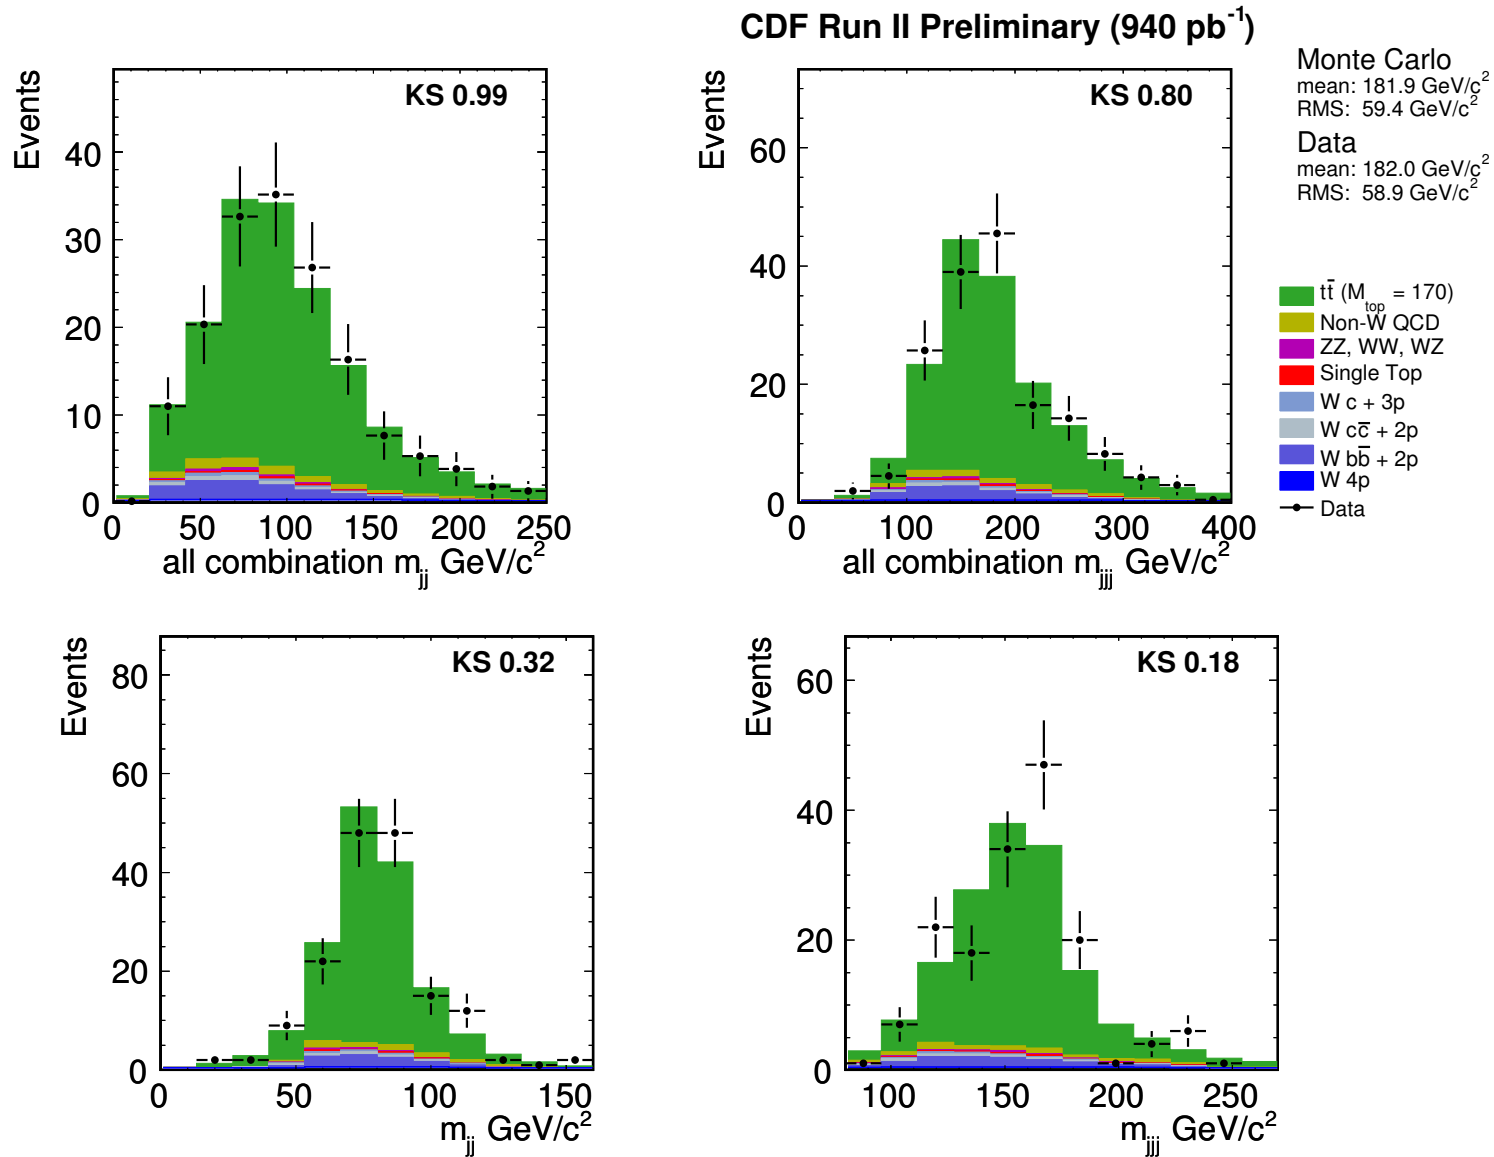 CDF Run II Preliminary (940 pb-1)
Monte Carlo
mean: 181.9 GeV/c2
RMS: 59.4 GeV/c2
Data
mean: 182.0 GeV/c2
RMS: 58.9 GeV/c2
Events
KS 0.99
40
30
20
10
0
0 50 100 150 200 250
all combination mjj GeV/c2
Events
KS 0.80
60
40
20
0
0 100 200 300 400
all combination mjjj GeV/c2
tt̄ (Mtop = 170)
Non-W QCD
ZZ, WW, WZ
Single Top
W c + 3p
W cc̄ + 2p
W bb̄ + 2p
W 4p
Data
Events
KS 0.32
80
60
40
20
0
0 50 100 150
mjj GeV/c2
Events
KS 0.18
60
40
20
0
100 150 200 250
mjjj GeV/c2